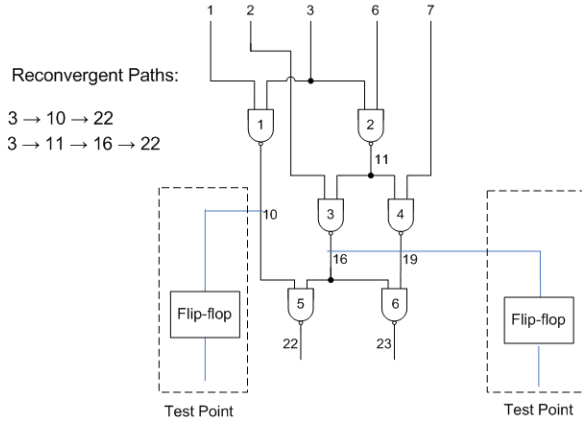 1 2 3 6 7
Reconvergent Paths:
3 → 10 → 22
3 → 11 → 16 → 22
1 2
11
3 4
10
16 19
Flip-flop
Flip-flop
5 6
22 23
Test Point
Test Point